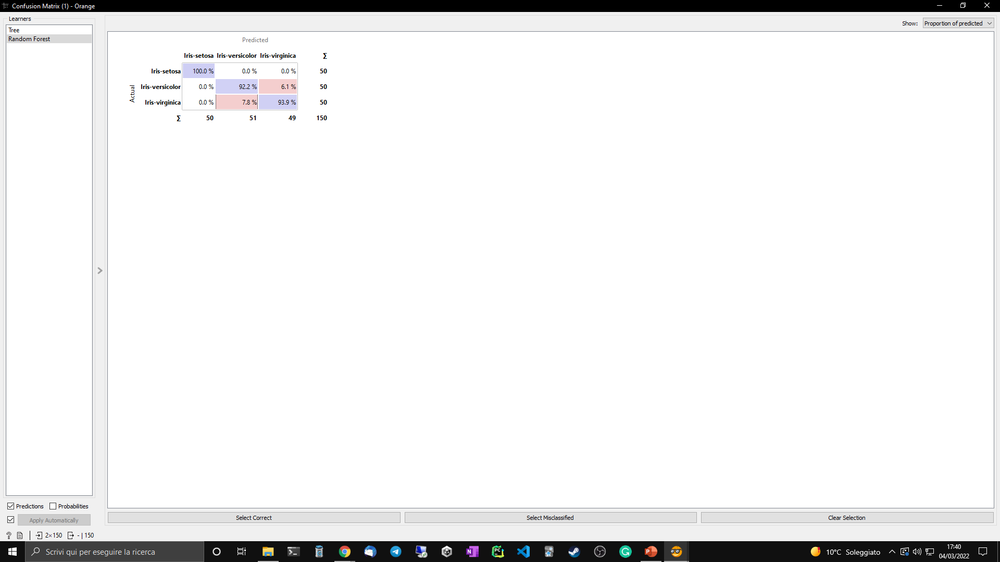 Confusion Matrix (1) - Orange
Learners
Tree
Random Forest
Show: Proportion of predicted
Predicted
Iris-setosa Iris-versicolor Iris-virginica Σ
Actual
Iris-setosa 100.0 % 0.0 % 0.0 % 50
Iris-versicolor 0.0 % 92.2 % 6.1 % 50
Iris-virginica 0.0 % 7.8 % 93.9 % 50
Σ 50 51 49 150
Predictions Probabilities
Apply Automatically
Select Correct Select Misclassified Clear Selection
? 2×150 - | 150
Scrivi qui per eseguire la ricerca
10°C Soleggiato
17:40
04/03/2022